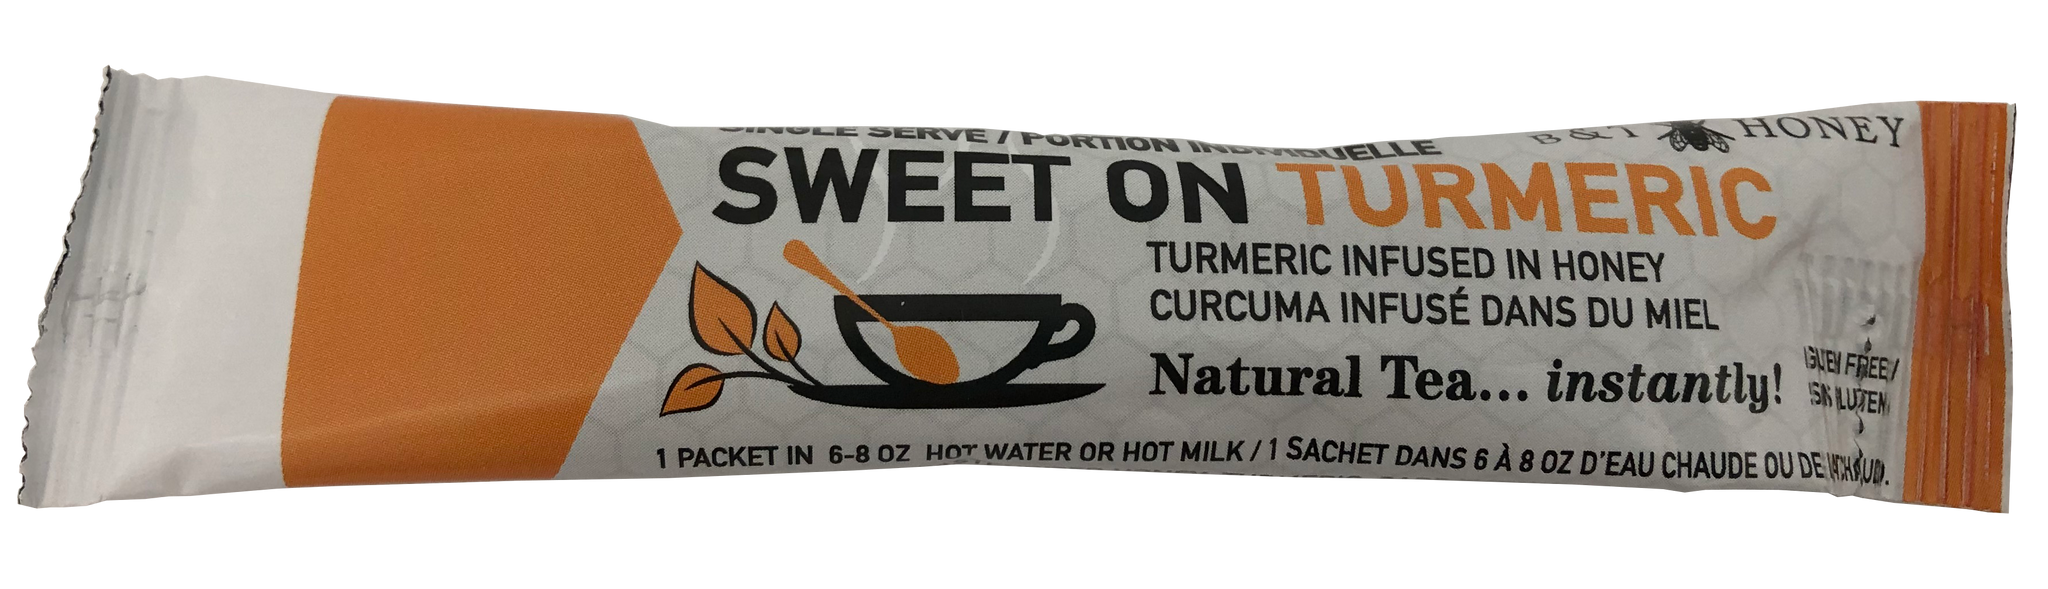 SINGLE SERVE / PORTION INDIVIDUELLE
B & T HONEY
SWEET ON TURMERIC
TURMERIC INFUSED IN HONEY
CURCUMA INFUSÉ DANS DU MIEL
Natural Tea... instantly!
GLUTEN FREE /
SANS GLUTEN
1 PACKET IN 6-8 OZ HOT WATER OR HOT MILK / 1 SACHET DANS 6 À 8 OZ D'EAU CHAUDE OU DE